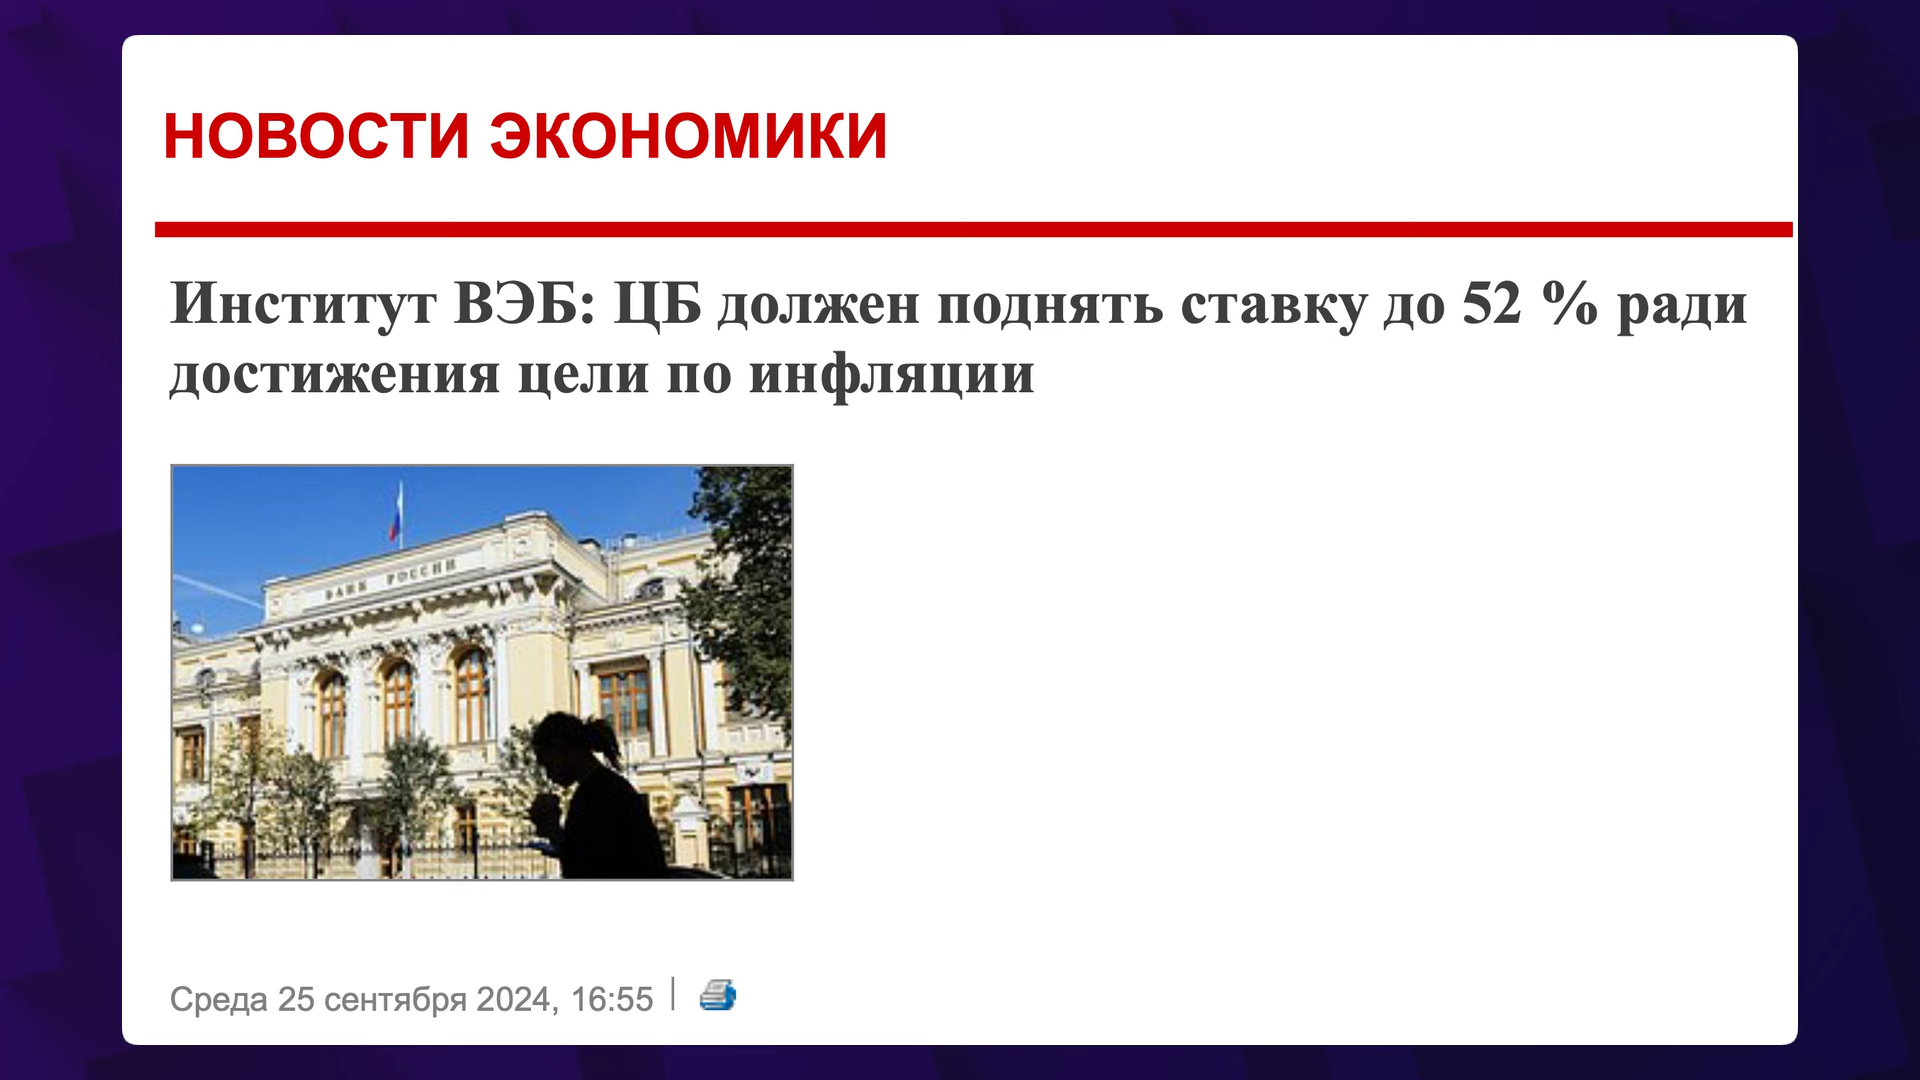 НОВОСТИ ЭКОНОМИКИ
Институт ВЭБ: ЦБ должен поднять ставку до 52 % ради
достижения цели по инфляции
БАНК РОССИИ
Среда 25 сентября 2024, 16:55